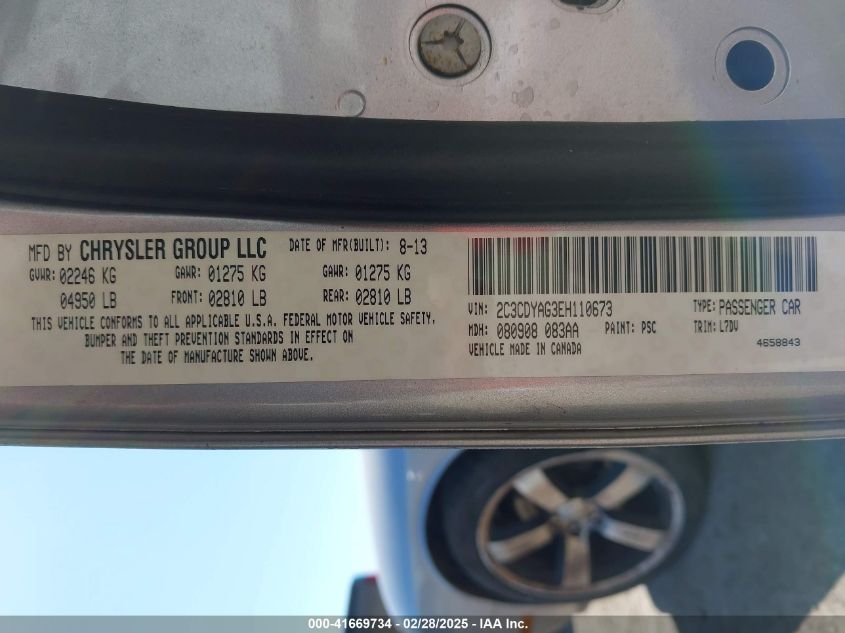 MFD BY CHRYSLER GROUP LLC DATE OF MFR(BUILT): 8-13
GVWR: 02246 KG GAWR: 01275 KG GAWR: 01275 KG
04950 LB FRONT: 02810 LB REAR: 02810 LB
THIS VEHICLE CONFORMS TO ALL APPLICABLE U.S.A. FEDERAL MOTOR VEHICLE SAFETY,
BUMPER AND THEFT PREVENTION STANDARDS IN EFFECT ON
THE DATE OF MANUFACTURE SHOWN ABOVE.
VIN: 2C3CDYAG3EH110673 TYPE: PASSENGER CAR
MDH: 080908 083AA PAINT: PSC TRIM: L7DV
VEHICLE MADE IN CANADA 4658843
000-41669734 - 02/28/2025 - IAA Inc.